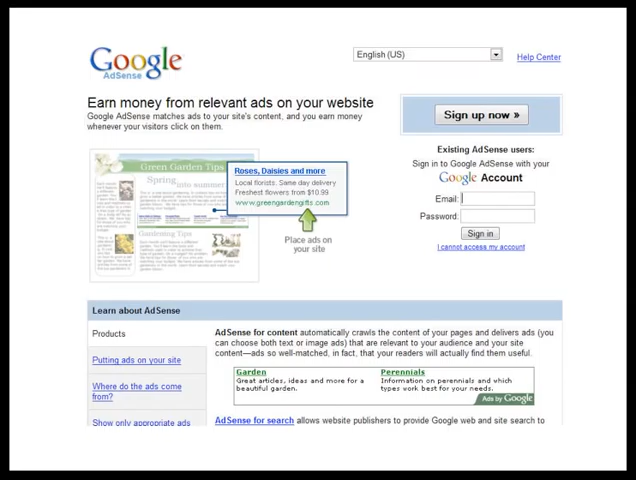 Google
AdSense
English (US)
Help Center
Earn money from relevant ads on your website
Google AdSense matches ads to your site's content, and you earn money
whenever your visitors click on them.
Sign up now »
Existing AdSense users:
Sign in to Google AdSense with your
Google Account
Email:
Password:
Sign in
I cannot access my account
Green Garden Tips
Spring
into summer
Gardening Tips
Roses, Daisies and more
Local florists. Same day delivery
Freshest flowers from $10.99
www.greengardengifts.com
Place ads on
your site
Learn about AdSense
Products
Putting ads on your site
Where do the ads come
from?
Show only appropriate ads
AdSense for content automatically crawls the content of your pages and delivers ads (you
can choose both text or image ads) that are relevant to your audience and your site
content—ads so well-matched, in fact, that your readers will actually find them useful.
Garden
Great articles, ideas and more for a
beautiful garden.
Perennials
Information on perennials and which
types work best for your needs.
Ads by Google
AdSense for search allows website publishers to provide Google web and site search to